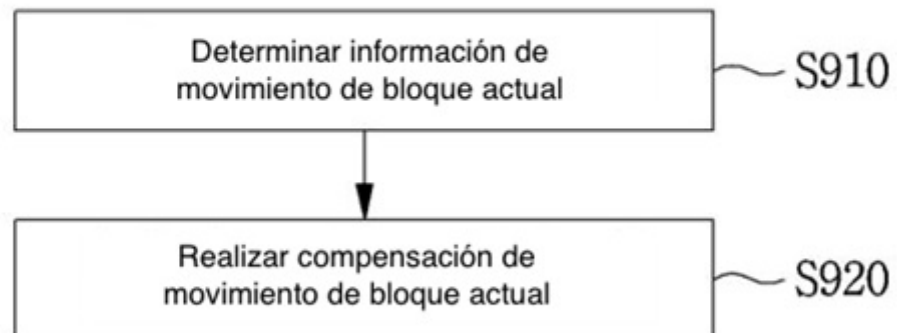 Determinar información de
movimiento de bloque actual
S910
Realizar compensación de
movimiento de bloque actual
S920